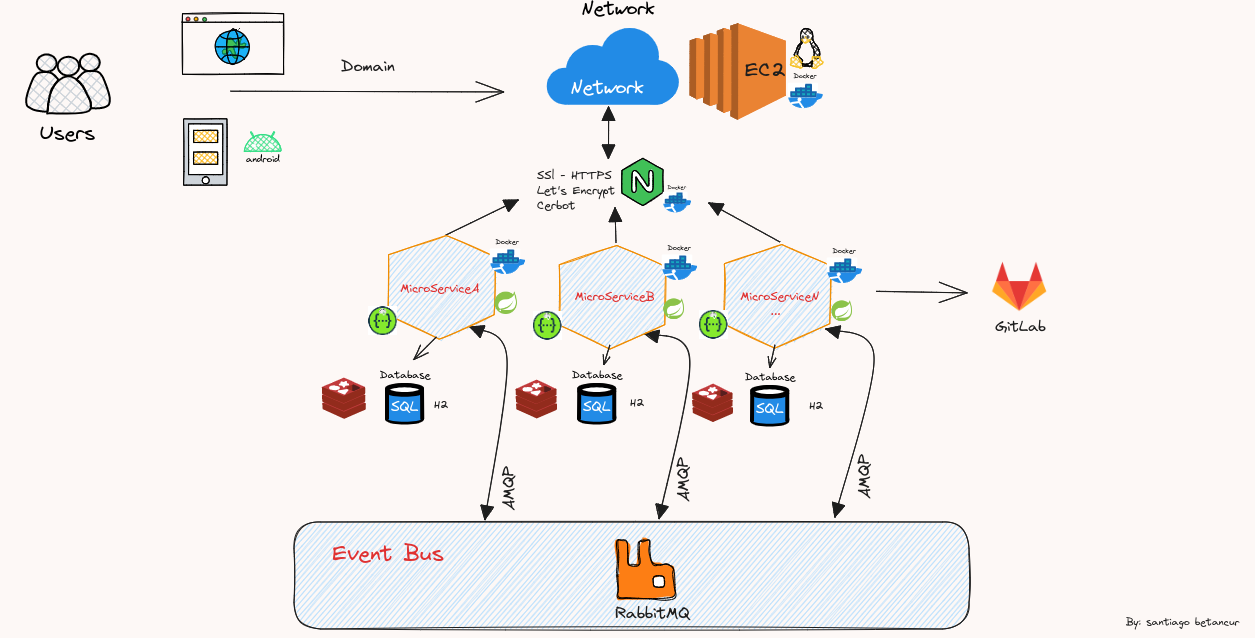 Network
Users
Domain
Network
EC2
Docker
android
SSl - HTTPS
Let's Encrypt
Cerbot
N
Docker
Docker
MicroServiceA
{...}
Docker
MicroServiceB
{...}
Docker
MicroServiceN
...
{...}
GitLab
Database
SQL
H2
Database
SQL
H2
Database
SQL
H2
AMQP
AMQP
AMQP
Event Bus
RabbitMQ
By: santiago betancur